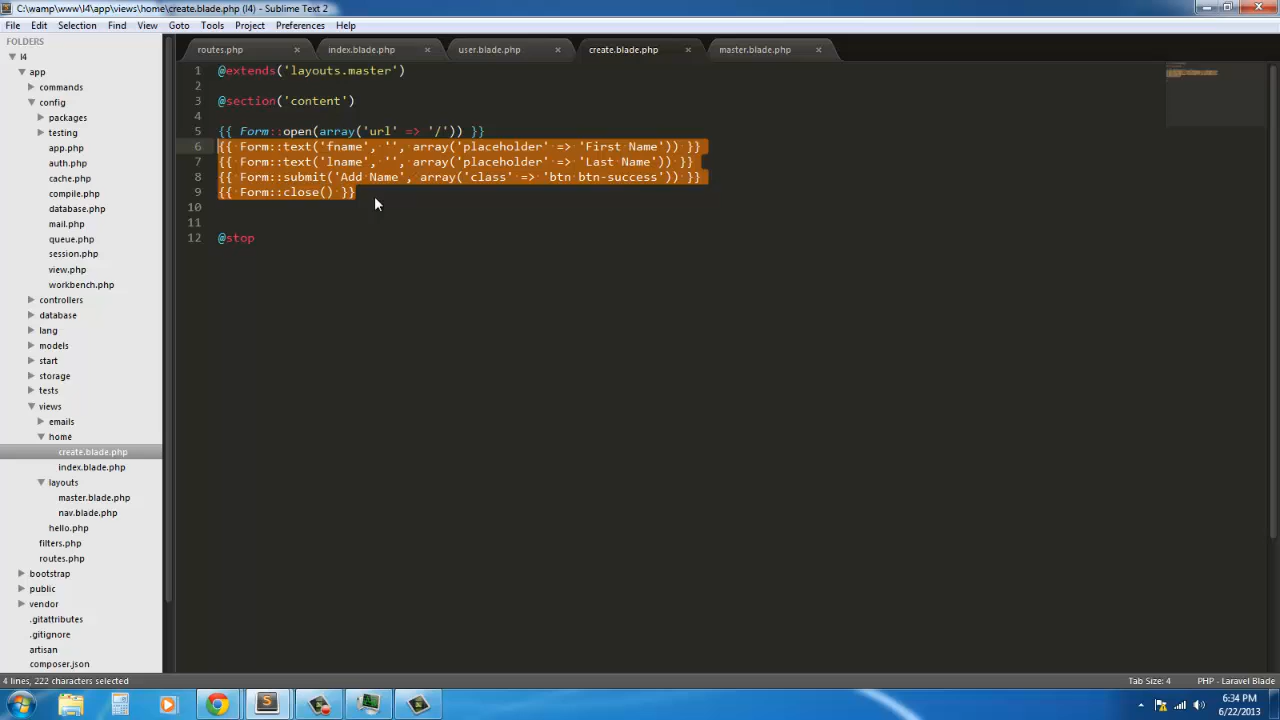 C:\wamp\www\l4\app\views\home\create.blade.php (l4) - Sublime Text 2
File Edit Selection Find View Goto Tools Project Preferences Help
FOLDERS
l4
app
commands
config
packages
testing
app.php
auth.php
cache.php
compile.php
database.php
mail.php
queue.php
session.php
view.php
workbench.php
controllers
database
lang
models
start
storage
tests
views
emails
home
create.blade.php
index.blade.php
layouts
master.blade.php
nav.blade.php
hello.php
filters.php
routes.php
bootstrap
public
vendor
.gitattributes
.gitignore
artisan
composer.json
routes.php index.blade.php user.blade.php create.blade.php master.blade.php
1 @extends('layouts.master')
2
3 @section('content')
4
5 {{ Form::open(array('url' => '/')) }}
6 {{ Form::text('fname', '', array('placeholder' => 'First Name')) }}
7 {{ Form::text('lname', '', array('placeholder' => 'Last Name')) }}
8 {{ Form::submit('Add Name', array('class' => 'btn btn-success')) }}
9 {{ Form::close() }}
10
11
12 @stop
4 lines, 222 characters selected
Tab Size: 4 PHP - Laravel Blade
6:34 PM
6/22/2013